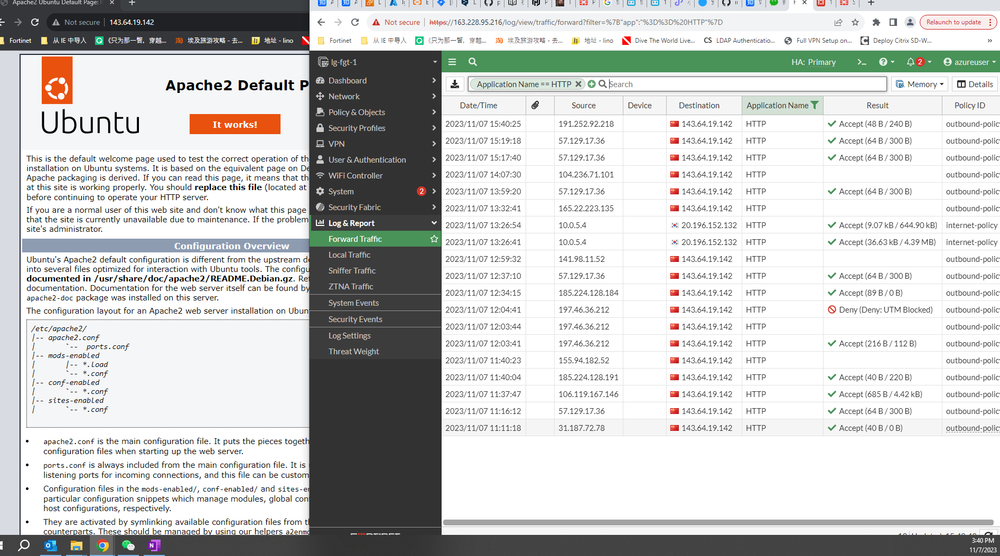 Apache2 Ubuntu Default Page:
Not secure
143.64.19.142
Fortinet
从 IE 中导入
《只为那一瞥，穿越...
埃及旅游攻略 - 去...
地址 - lino
Apache2 Default P
Ubuntu
It works!
This is the default welcome page used to test the correct operation of the
installation on Ubuntu systems. It is based on the equivalent page on De
Apache packaging is derived. If you can read this page, it means that the
at this site is working properly. You should replace this file (located at
before continuing to operate your HTTP server.
If you are a normal user of this web site and don't know what this page
that the site is currently unavailable due to maintenance. If the problem
site's administrator.
Configuration Overview
Ubuntu's Apache2 default configuration is different from the upstream de
into several files optimized for interaction with Ubuntu tools. The configu
documented in /usr/share/doc/apache2/README.Debian.gz. Ref
documentation. Documentation for the web server itself can be found by
apache2-doc package was installed on this server.
The configuration layout for an Apache2 web server installation on Ubun
/etc/apache2/
|-- apache2.conf
|       `--  ports.conf
|-- mods-enabled
|       |-- *.load
|       `-- *.conf
|-- conf-enabled
|       `-- *.conf
|-- sites-enabled
|       `-- *.conf
• apache2.conf is the main configuration file. It puts the pieces togeth
configuration files when starting up the web server.
• ports.conf is always included from the main configuration file. It is
listening ports for incoming connections, and this file can be custom
• Configuration files in the mods-enabled/, conf-enabled/ and sites-en
particular configuration snippets which manage modules, global con
host configurations, respectively.
• They are activated by symlinking available configuration files from th
counterparts. These should be managed by using our helpers a2enmo
Not secure
https://163.228.95.216/log/view/traffic/forward?filter=%7B"app":"%3D%3D%20HTTP"%7D
Relaunch to update
Fortinet
从 IE 中导入
《只为那一瞥，穿越...
埃及旅游攻略 - 去...
地址 - lino
Dive The World Live...
CS LDAP Authenticatio...
Full VPN Setup on...
Deploy Citrix SD-W...
»
lg-fgt-1
Dashboard
Network
Policy & Objects
Security Profiles
VPN
User & Authentication
WiFi Controller
System 2
Security Fabric
Log & Report
Forward Traffic
Local Traffic
Sniffer Traffic
ZTNA Traffic
System Events
Security Events
Log Settings
Threat Weight
HA: Primary
2
azureuser
Application Name == HTTP
Search
Memory
Details
Date/Time Source Device Destination Application Name Result Policy ID
2023/11/07 15:40:25 191.252.92.218 143.64.19.142 HTTP Accept (48 B / 240 B) outbound-policy
2023/11/07 15:19:18 57.129.17.36 143.64.19.142 HTTP Accept (64 B / 300 B) outbound-policy
2023/11/07 15:17:40 57.129.17.36 143.64.19.142 HTTP Accept (64 B / 300 B) outbound-policy
2023/11/07 14:07:30 104.236.71.101 143.64.19.142 HTTP outbound-policy
2023/11/07 13:59:20 57.129.17.36 143.64.19.142 HTTP Accept (64 B / 300 B) outbound-policy
2023/11/07 13:32:41 165.22.223.135 143.64.19.142 HTTP outbound-policy
2023/11/07 13:26:54 10.0.5.4 20.196.152.132 HTTP Accept (9.07 kB / 644.90 kB) internet-policy
2023/11/07 13:26:41 10.0.5.4 20.196.152.132 HTTP Accept (36.63 kB / 4.39 MB) internet-policy
2023/11/07 12:59:32 141.98.11.52 143.64.19.142 HTTP outbound-policy
2023/11/07 12:37:10 57.129.17.36 143.64.19.142 HTTP Accept (64 B / 300 B) outbound-policy
2023/11/07 12:34:15 185.224.128.184 143.64.19.142 HTTP Accept (89 B / 0 B) outbound-policy
2023/11/07 12:04:41 197.46.36.212 143.64.19.142 HTTP Deny (Deny: UTM Blocked) outbound-policy
2023/11/07 12:03:44 197.46.36.212 143.64.19.142 HTTP outbound-policy
2023/11/07 12:03:41 197.46.36.212 143.64.19.142 HTTP Accept (216 B / 112 B) outbound-policy
2023/11/07 11:40:23 155.94.182.52 143.64.19.142 HTTP outbound-policy
2023/11/07 11:40:04 185.224.128.191 143.64.19.142 HTTP Accept (40 B / 220 B) outbound-policy
2023/11/07 11:37:47 106.119.167.146 143.64.19.142 HTTP Accept (685 B / 4.42 kB) outbound-policy
2023/11/07 11:16:12 57.129.17.36 143.64.19.142 HTTP Accept (64 B / 300 B) outbound-policy
2023/11/07 11:11:18 31.187.72.78 143.64.19.142 HTTP Accept (40 B / 0 B) outbound-policy
3:40 PM
11/7/2023